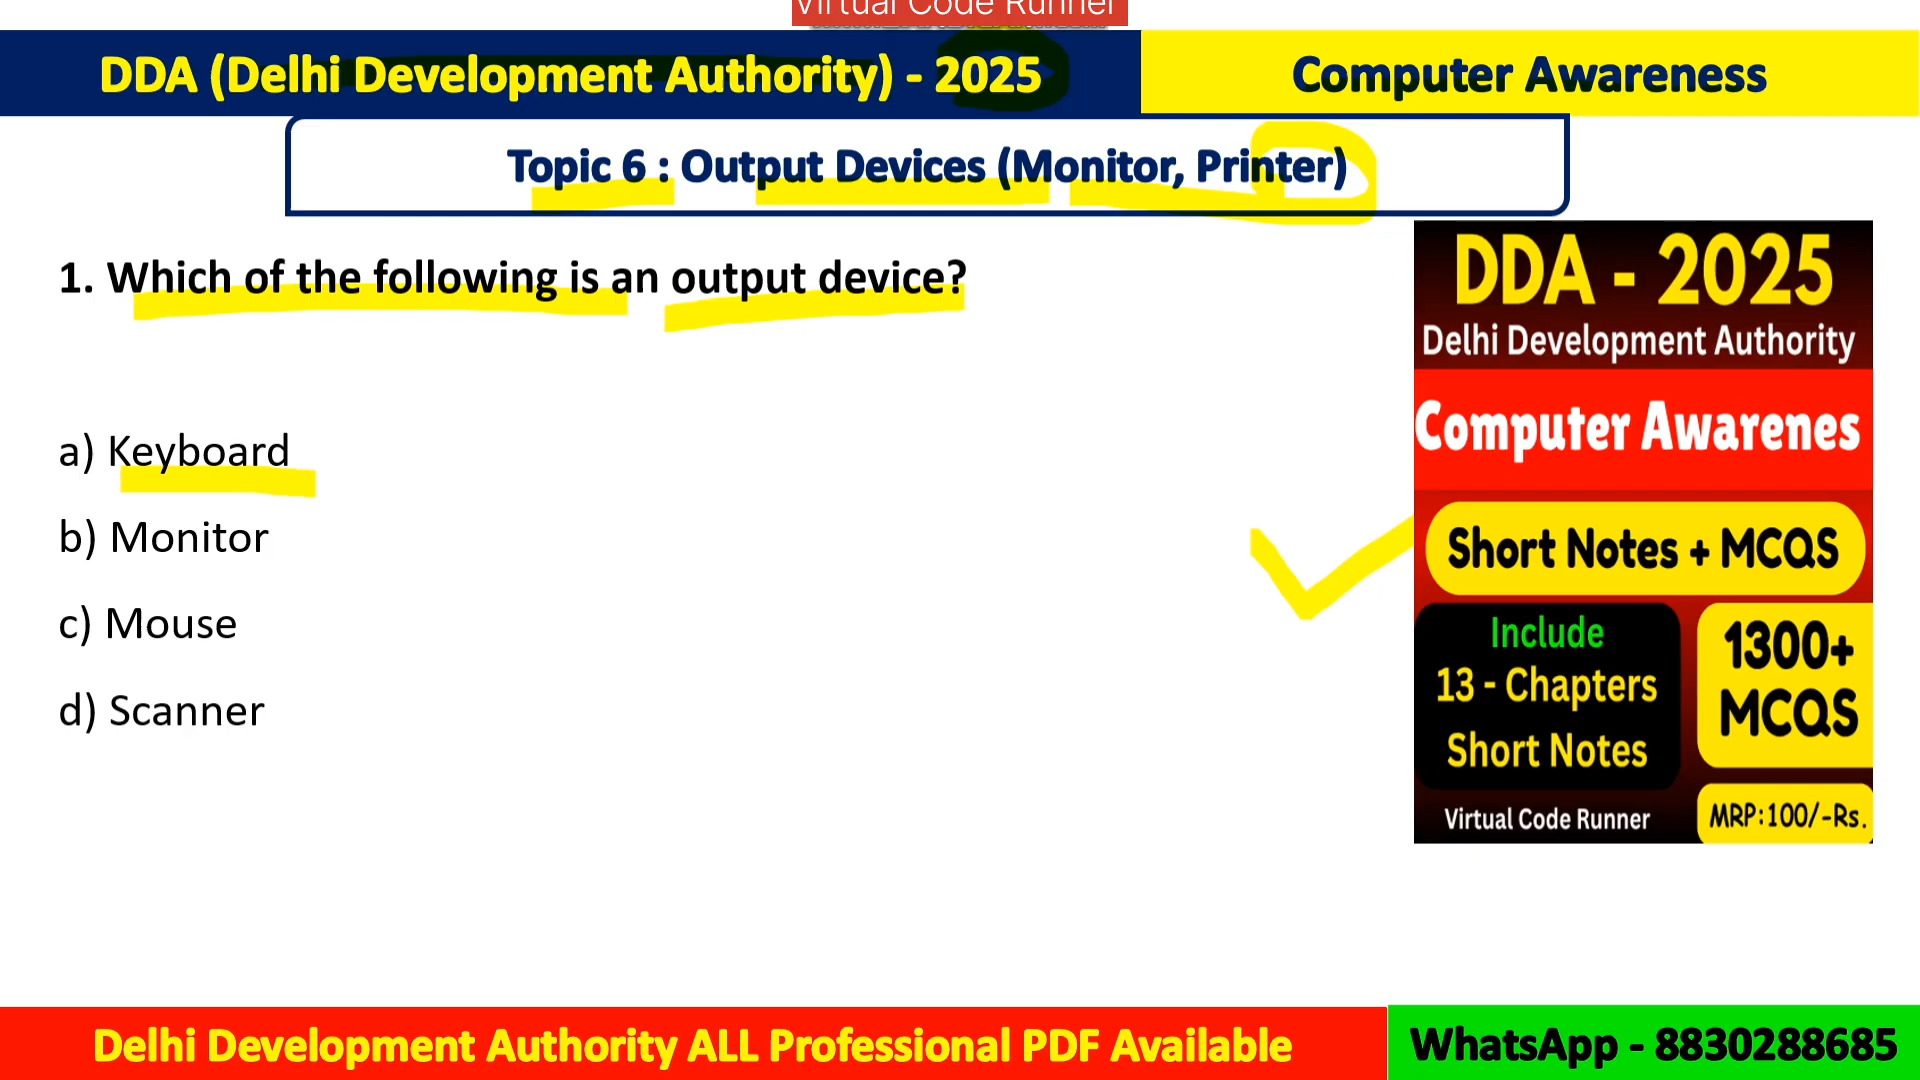 Virtual Code Runner
DDA (Delhi Development Authority) - 2025
Computer Awareness
Topic 6 : Output Devices (Monitor, Printer)
1. Which of the following is an output device?
a) Keyboard
b) Monitor
c) Mouse
d) Scanner
DDA - 2025
Delhi Development Authority
Computer Awarenes
Short Notes + MCQS
Include
13 - Chapters
Short Notes
1300+
MCQS
Virtual Code Runner
MRP:100/-Rs.
Delhi Development Authority ALL Professional PDF Available
WhatsApp - 8830288685